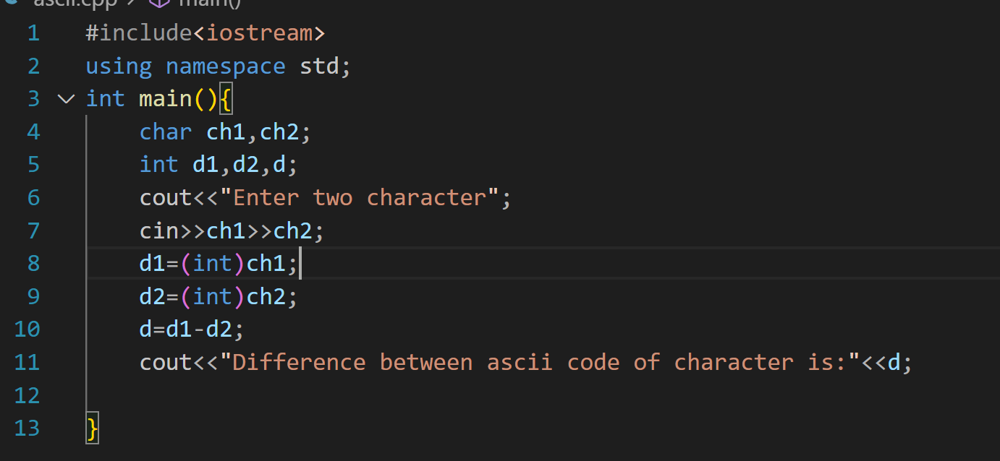 ascii.cpp > main()
1 #include<iostream>
2 using namespace std;
3 int main(){
4 char ch1,ch2;
5 int d1,d2,d;
6 cout<<"Enter two character";
7 cin>>ch1>>ch2;
8 d1=(int)ch1;
9 d2=(int)ch2;
10 d=d1-d2;
11 cout<<"Difference between ascii code of character is:"<<d;
12
13 }